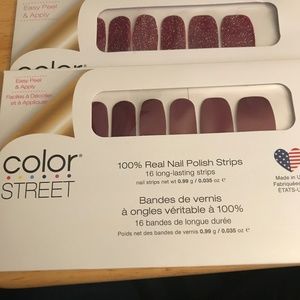 Easy Peel
& Apply
color
Easy Peel
& Apply
Faciles à Décoller
et à Appliquer
color
STREET
100% Real Nail Polish Strips
16 long-lasting strips
nail strips net wt 0.99 g / 0.035 oz ℮
Bandes de vernis
à ongles véritable à 100%
16 bandes de longue durée
Poids net des bandes de vernis 0.99 g / 0.035 oz ℮
Made in U
Fabriquées
ÉTATS-U